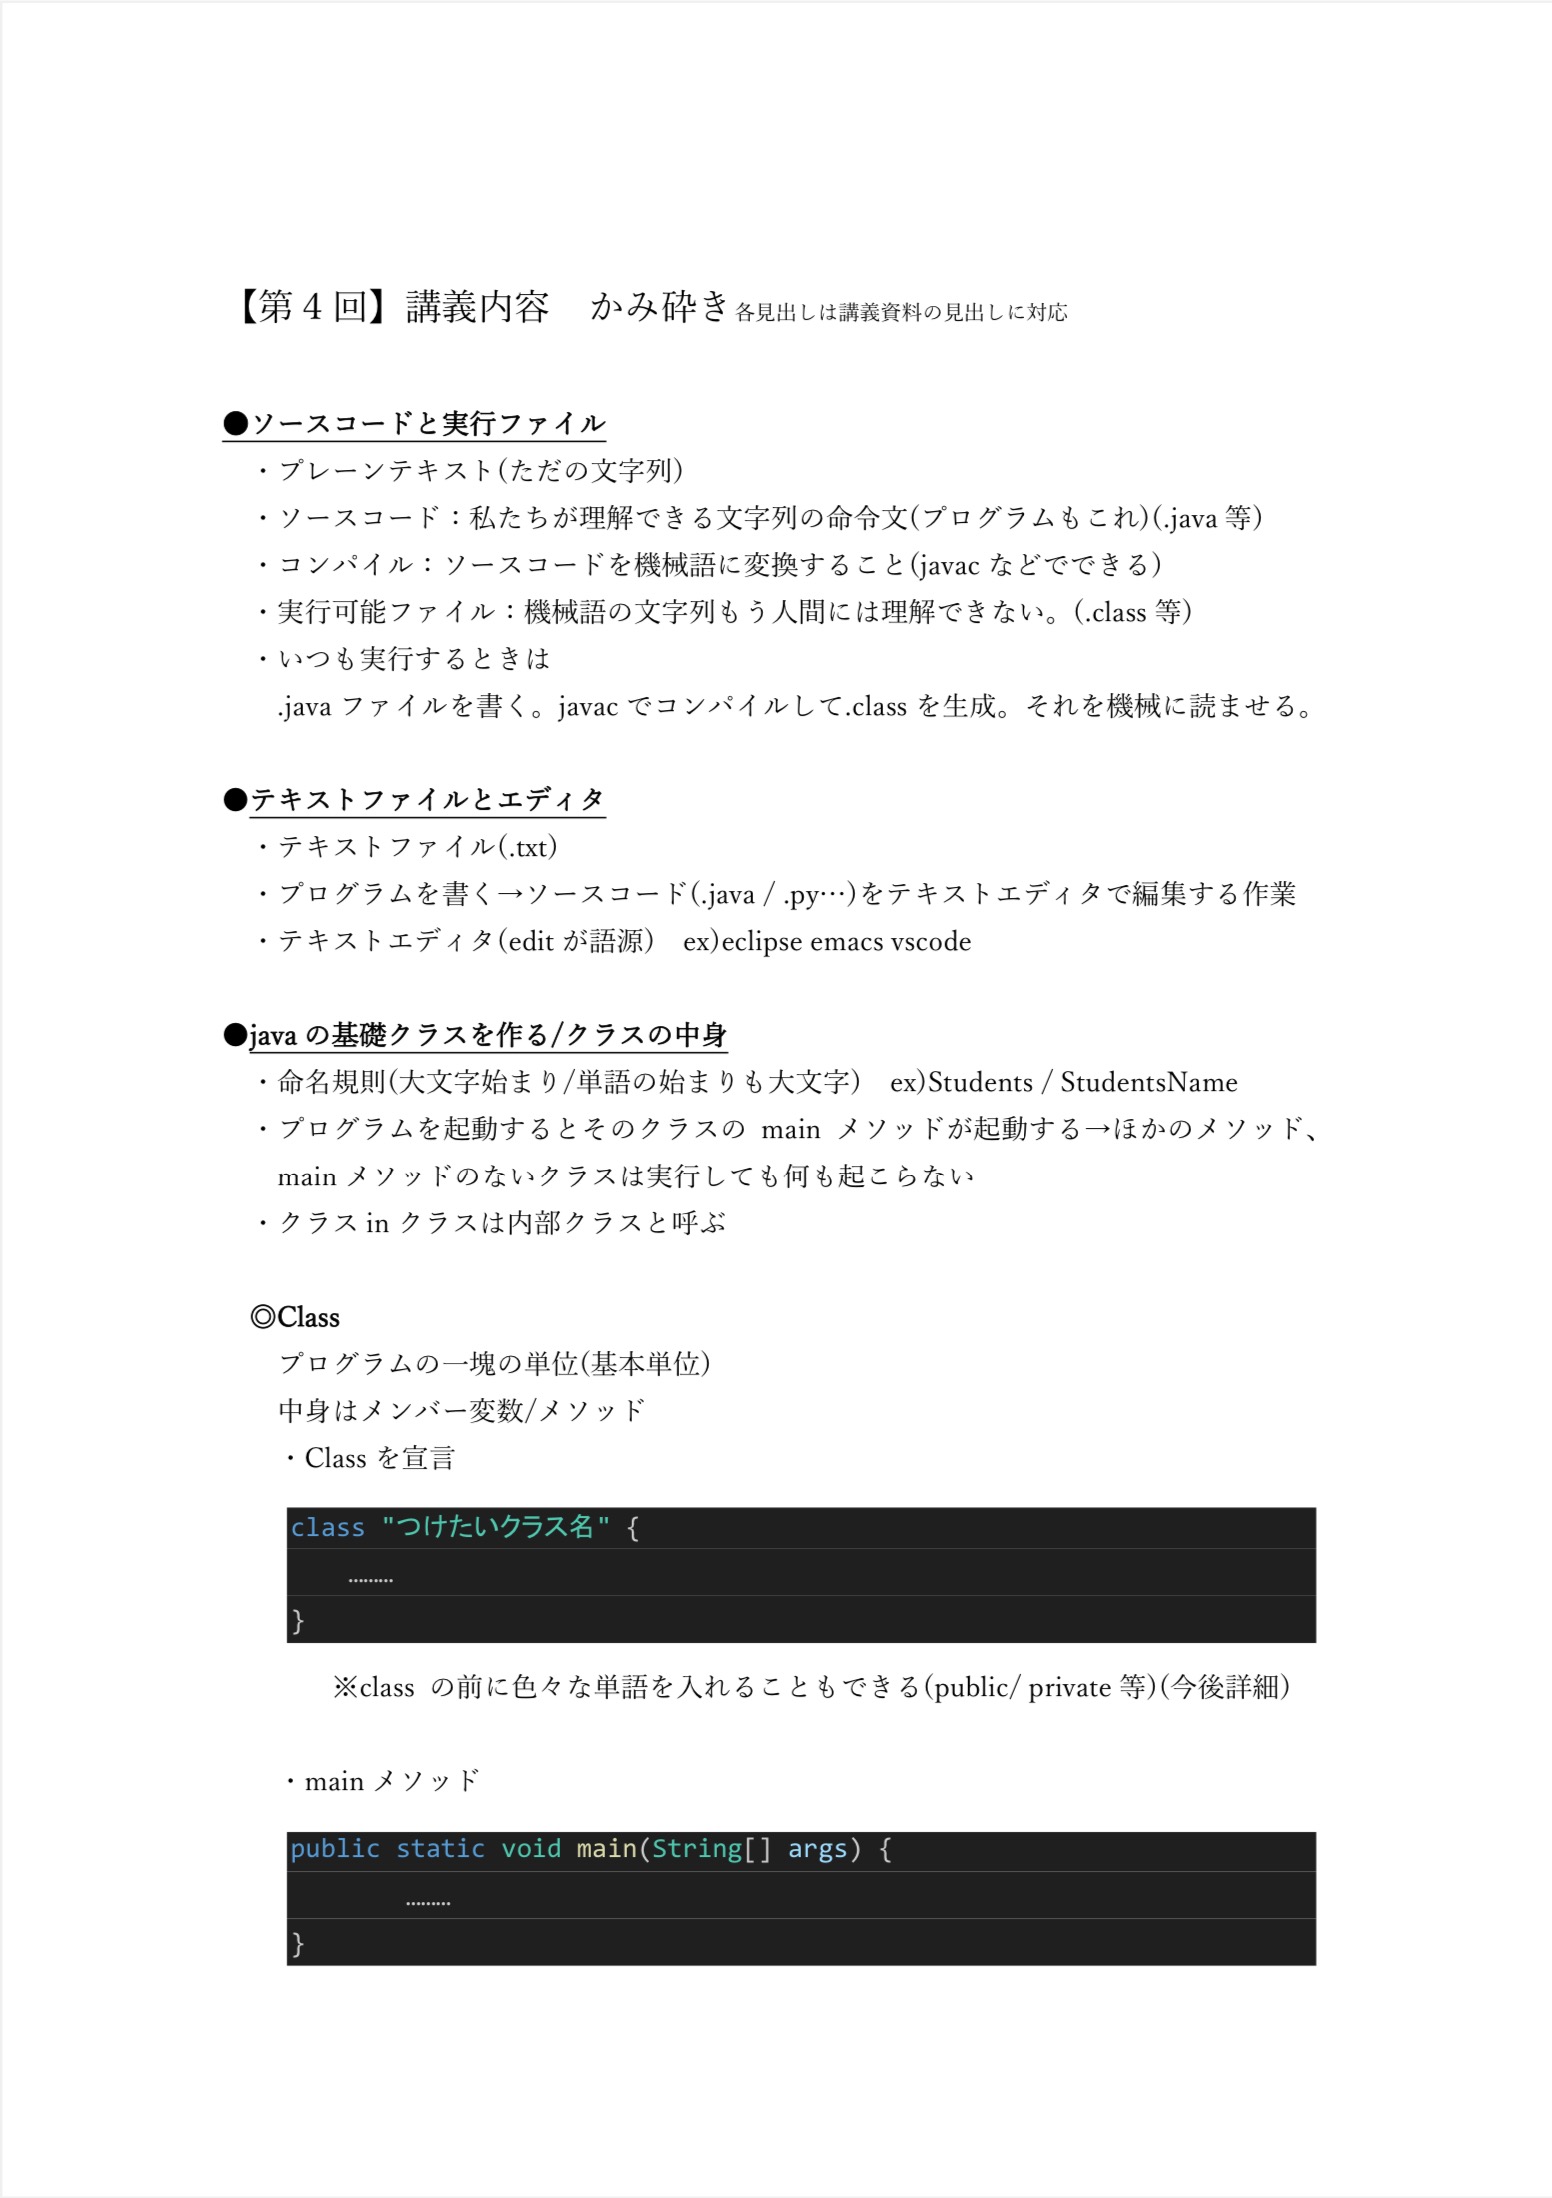 【第 4 回】講義内容　かみ砕き各見出しは講義資料の見出しに対応
●ソースコードと実行ファイル
・プレーンテキスト(ただの文字列)
・ソースコード：私たちが理解できる文字列の命令文(プログラムもこれ)(.java 等)
・コンパイル：ソースコードを機械語に変換すること(javac などでできる)
・実行可能ファイル：機械語の文字列もう人間には理解できない。(.class 等)
・いつも実行するときは
.java ファイルを書く。javac でコンパイルして.class を生成。それを機械に読ませる。
●テキストファイルとエディタ
・テキストファイル(.txt)
・プログラムを書く→ソースコード(.java / .py…)をテキストエディタで編集する作業
・テキストエディタ(edit が語源)　ex)eclipse emacs vscode
●java の基礎クラスを作る/クラスの中身
・命名規則(大文字始まり/単語の始まりも大文字)　ex)Students / StudentsName
・プログラムを起動するとそのクラスの main メソッドが起動する→ほかのメソッド、
main メソッドのないクラスは実行しても何も起こらない
・クラス in クラスは内部クラスと呼ぶ
◎Class
プログラムの一塊の単位(基本単位)
中身はメンバー変数/メソッド
・Class を宣言
class "つけたいクラス名" {
………
}
※class の前に色々な単語を入れることもできる(public/ private 等)(今後詳細)
・main メソッド
public static void main(String[] args) {
………
}